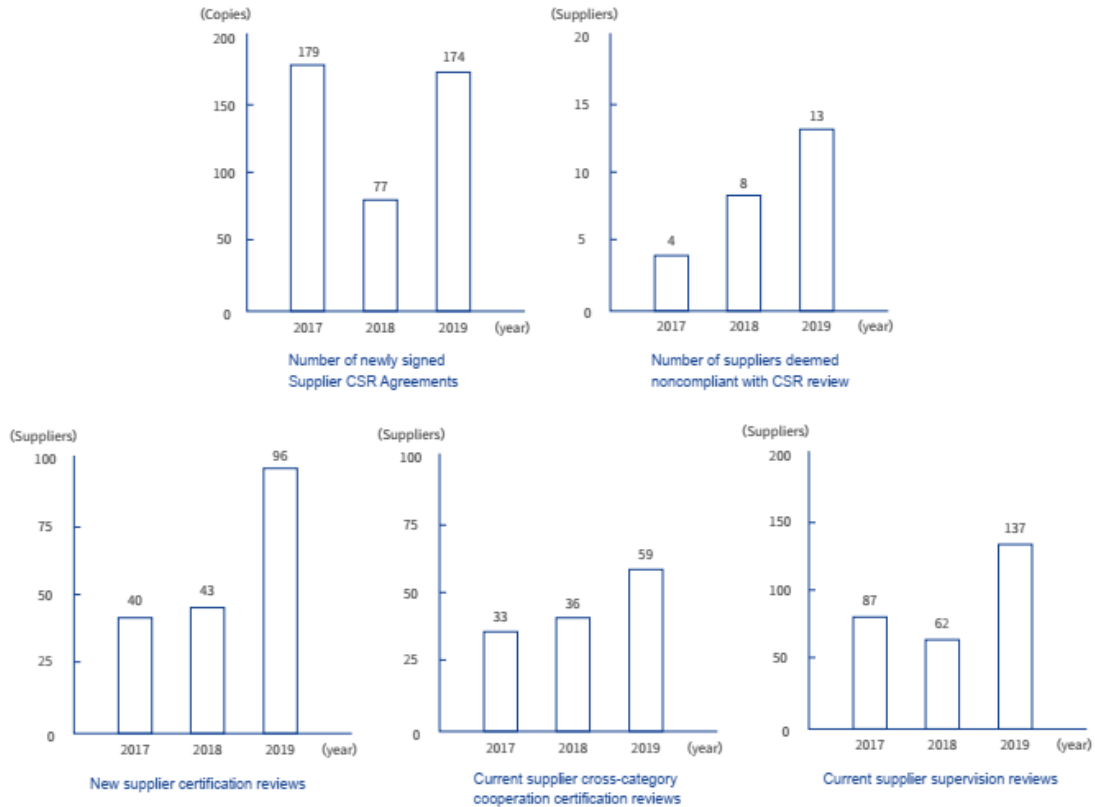 (Copies)
200
179
174
150
100
77
50
0
2017 2018 2019 (year)
Number of newly signed
Supplier CSR Agreements
(Suppliers)
20
15
13
10
8
5
4
0
2017 2018 2019 (year)
Number of suppliers deemed
noncompliant with CSR review
(Suppliers)
100
96
75
50
43
40
25
0
2017 2018 2019 (year)
New supplier certification reviews
(Suppliers)
100
75
59
50
36
33
25
0
2017 2018 2019 (year)
Current supplier cross-category
cooperation certification reviews
(Suppliers)
200
150
137
100
87
62
50
0
2017 2018 2019 (year)
Current supplier supervision reviews